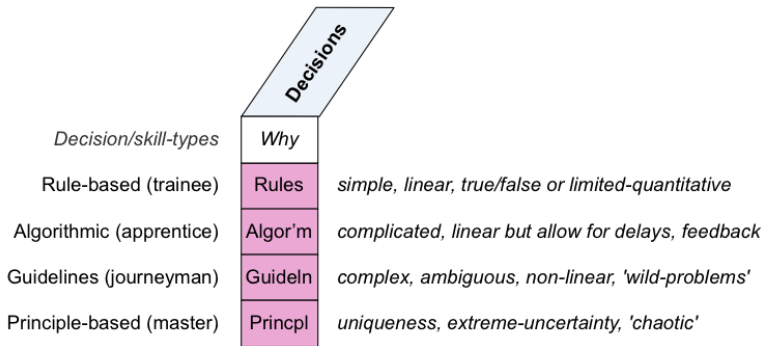 Decisions
Decision/skill-types Why
Rule-based (trainee) Rules simple, linear, true/false or limited-quantitative
Algorithmic (apprentice) Algor’m complicated, linear but allow for delays, feedback
Guidelines (journeyman) Guideln complex, ambiguous, non-linear, 'wild-problems'
Principle-based (master) Princpl uniqueness, extreme-uncertainty, 'chaotic'